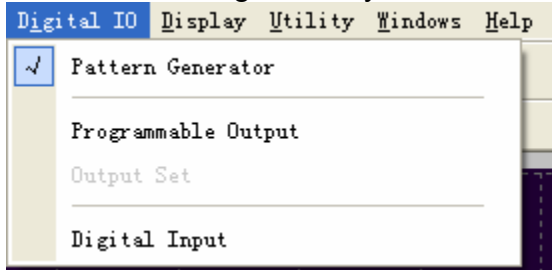 Digital IO Display Utility Windows Help
Pattern Generator
Programmable Output
Output Set
Digital Input